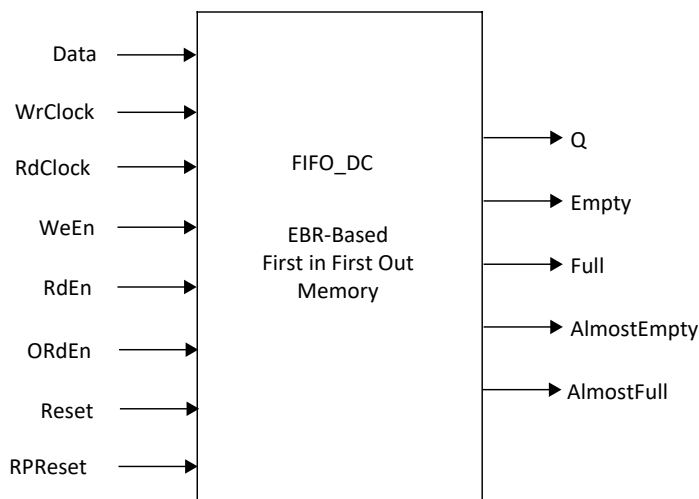 Data
WrClock
RdClock
WeEn
RdEn
ORdEn
Reset
RPReset
FIFO_DC
EBR-Based
First in First Out
Memory
Q
Empty
Full
AlmostEmpty
AlmostFull